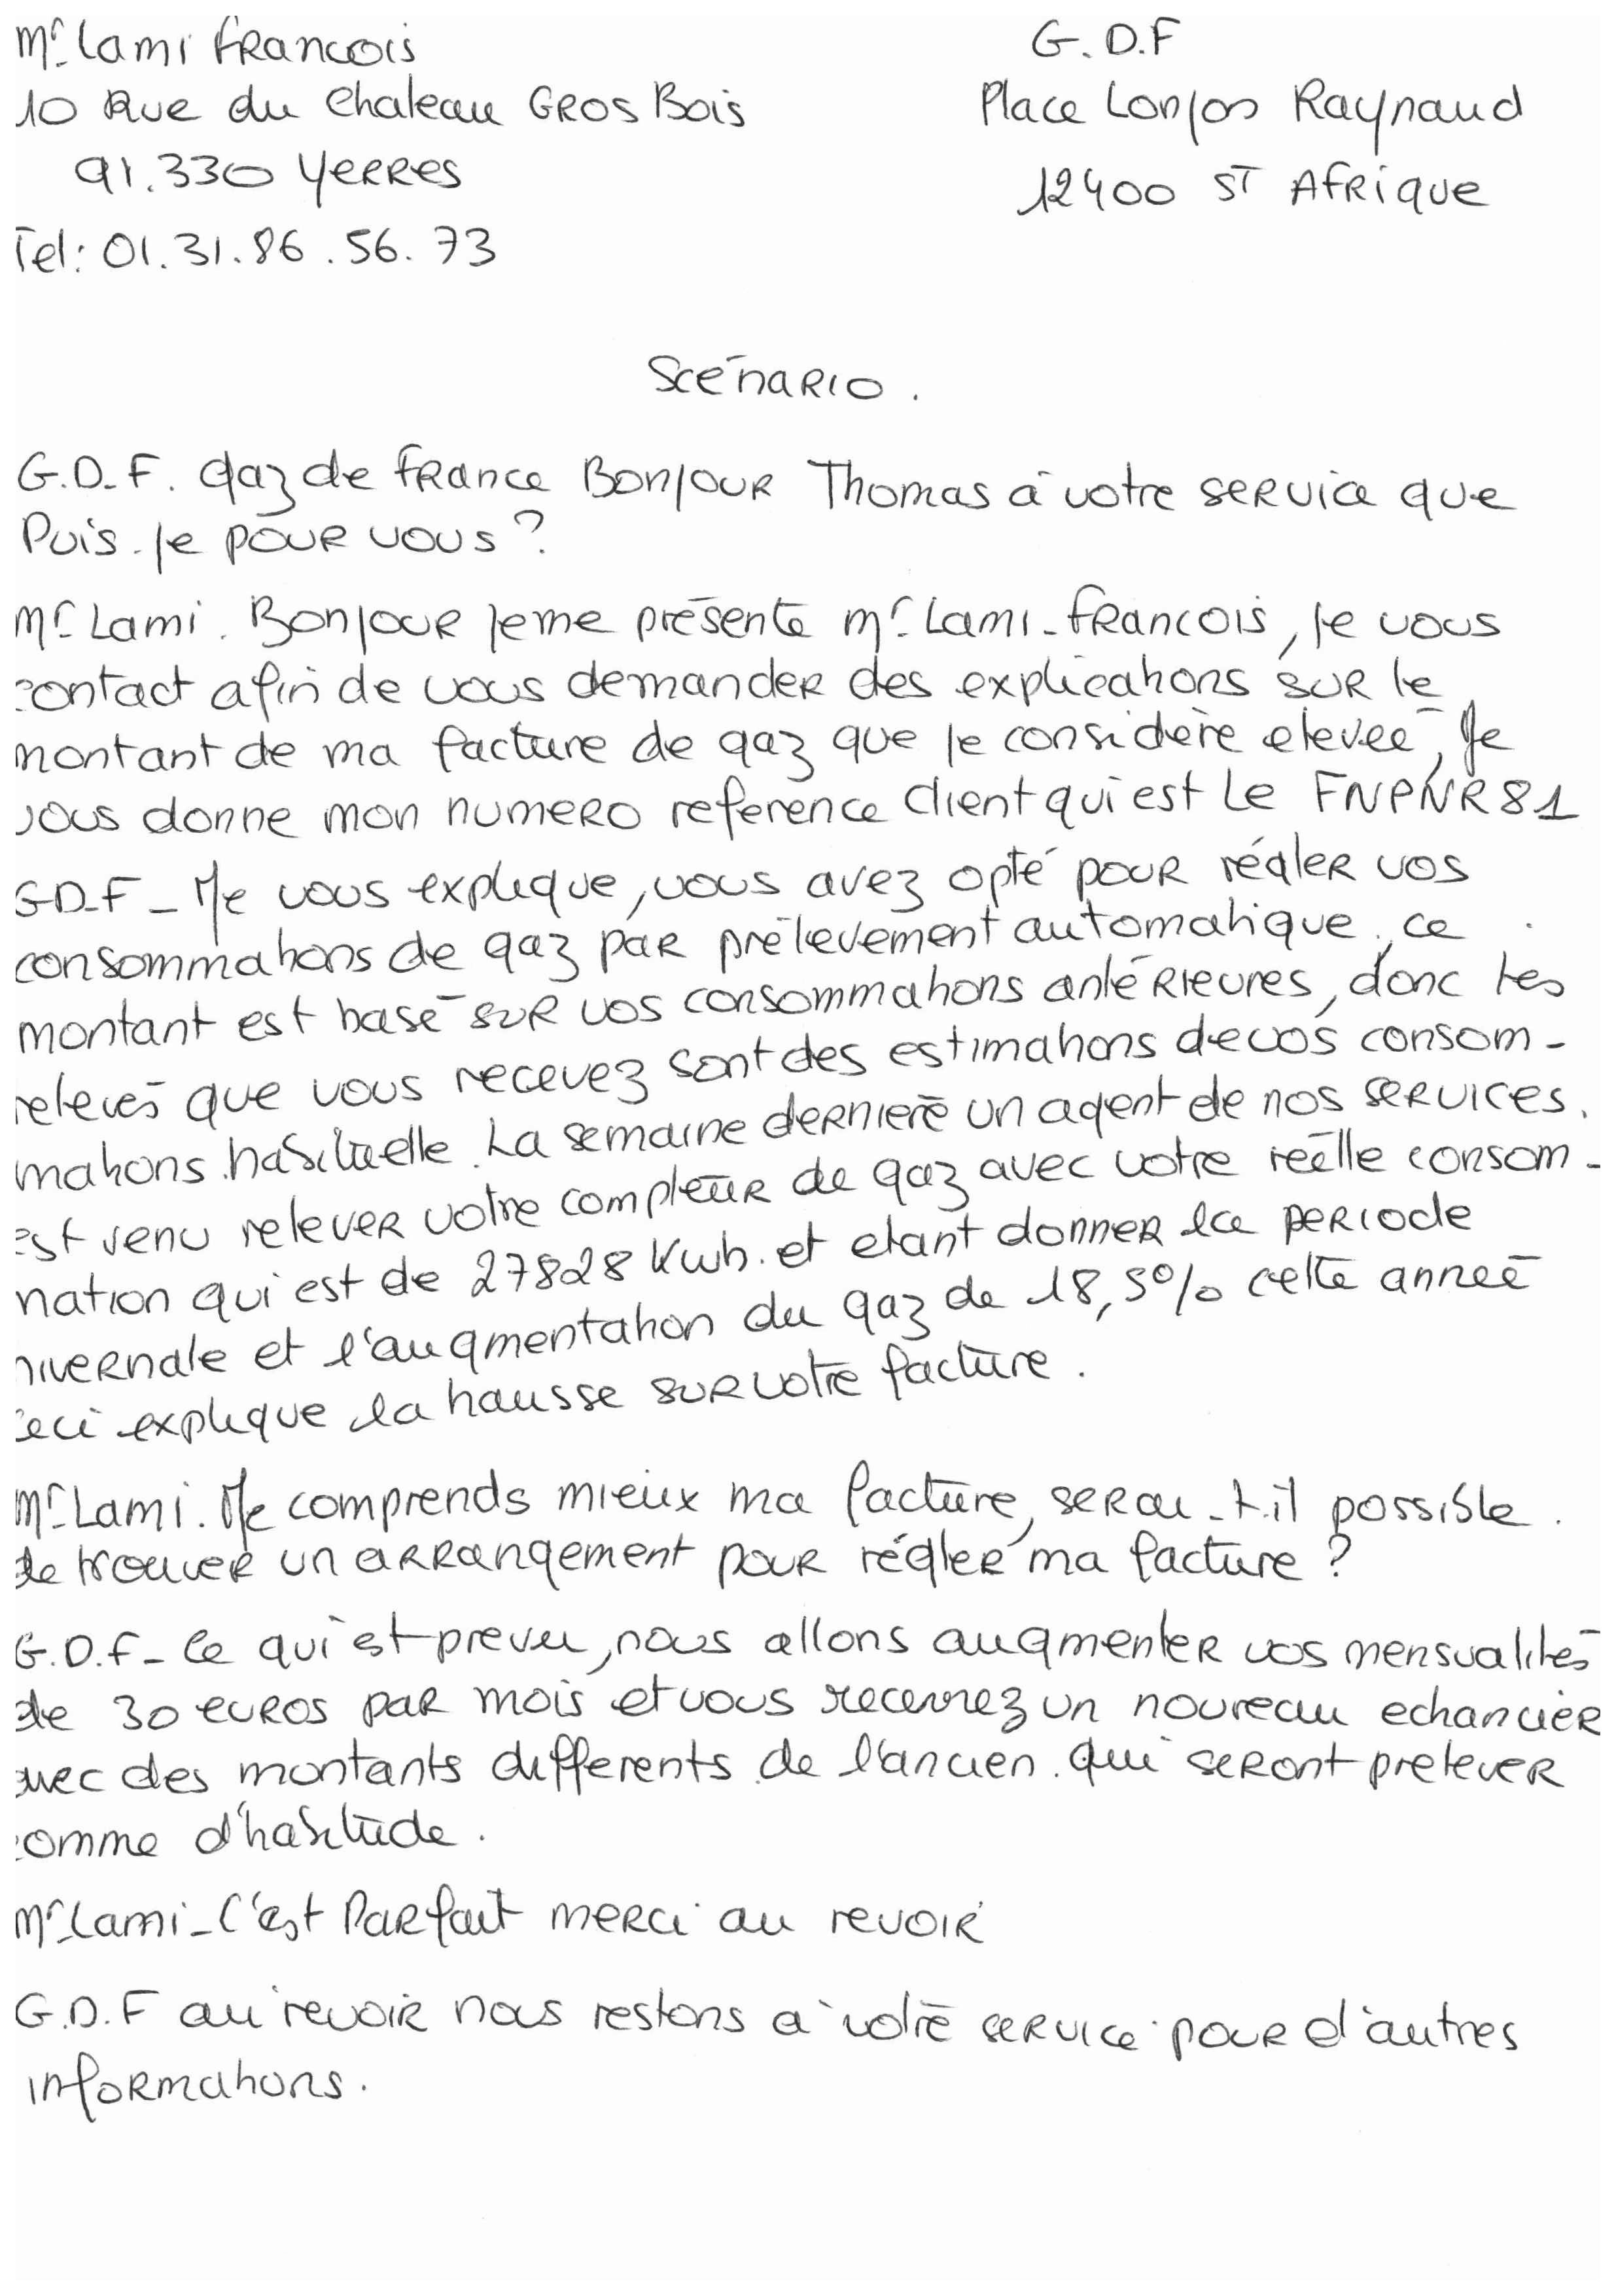 Mr Lami Francois
10 Rue du Chateau GROS Bois
91.330 YERRES
Tel: 01.31.86.56.73
G.D.F
Place Lonjon Raynaud
12400 ST AFRIQUE
Scénario.
G.D.F. Gaz de France Bonjour Thomas à votre service que
Puis-je pour vous?
Mr Lami. Bonjour je me présente Mr Lami-Francois, je vous
contact afin de vous demander des explications sur le
montant de ma facture de gaz que je considère elevée, Je
vous donne mon numero reference client qui est Le FNPNR81
G.D.F - Je vous explique, vous avez opté pour régler vos
consommations de gaz par prélevement automatique, ce
montant est basé sur vos consommations antérieures, donc les
relevés que vous recevez sont des estimations de vos consom-
mations habituelle. La semaine derniere un agent de nos services
est venu relever votre compteur de gaz avec votre réelle consom-
mation qui est de 27828 Kwh. et etant donner la periode
hivernale et l'augmentation du gaz de 18,5% cette année
ceci explique la hausse sur votre facture.
Mr Lami. Je comprends mieux ma facture, serai-t-il possible
de trouver un arrangement pour régler ma facture ?
G.D.F - Ce qui est prevu, nous allons augmenter vos mensualités
de 30 euros par mois et vous recevrez un nouveau echancier
avec des montants differents de l'ancien qui seront prelever
comme d'habitude.
Mr Lami - C'est Parfait merci au revoir
G.D.F au revoir nous restons à votre service pour d'autres
informations.